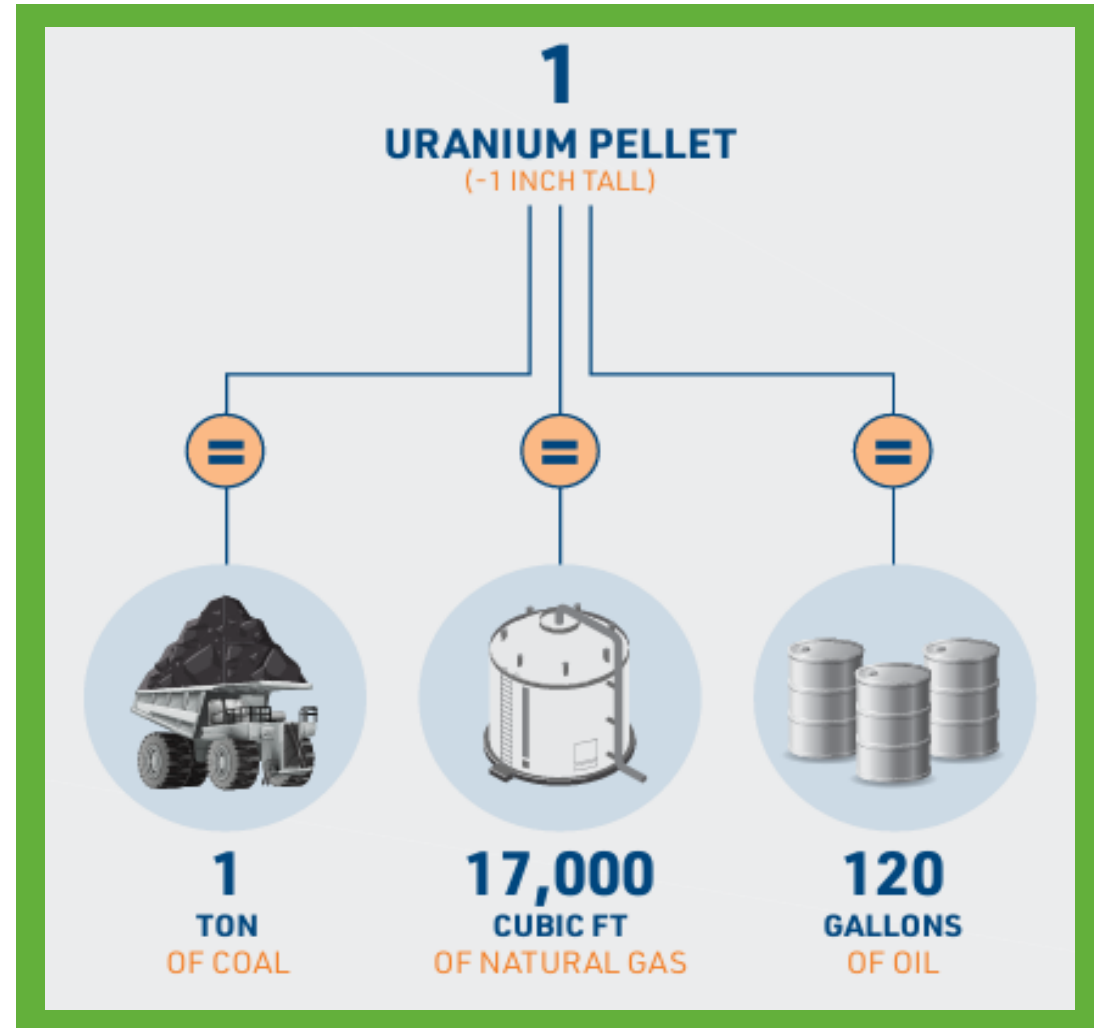 1
URANIUM PELLET
(~1 INCH TALL)
=
=
=
1
TON
OF COAL
17,000
CUBIC FT
OF NATURAL GAS
120
GALLONS
OF OIL